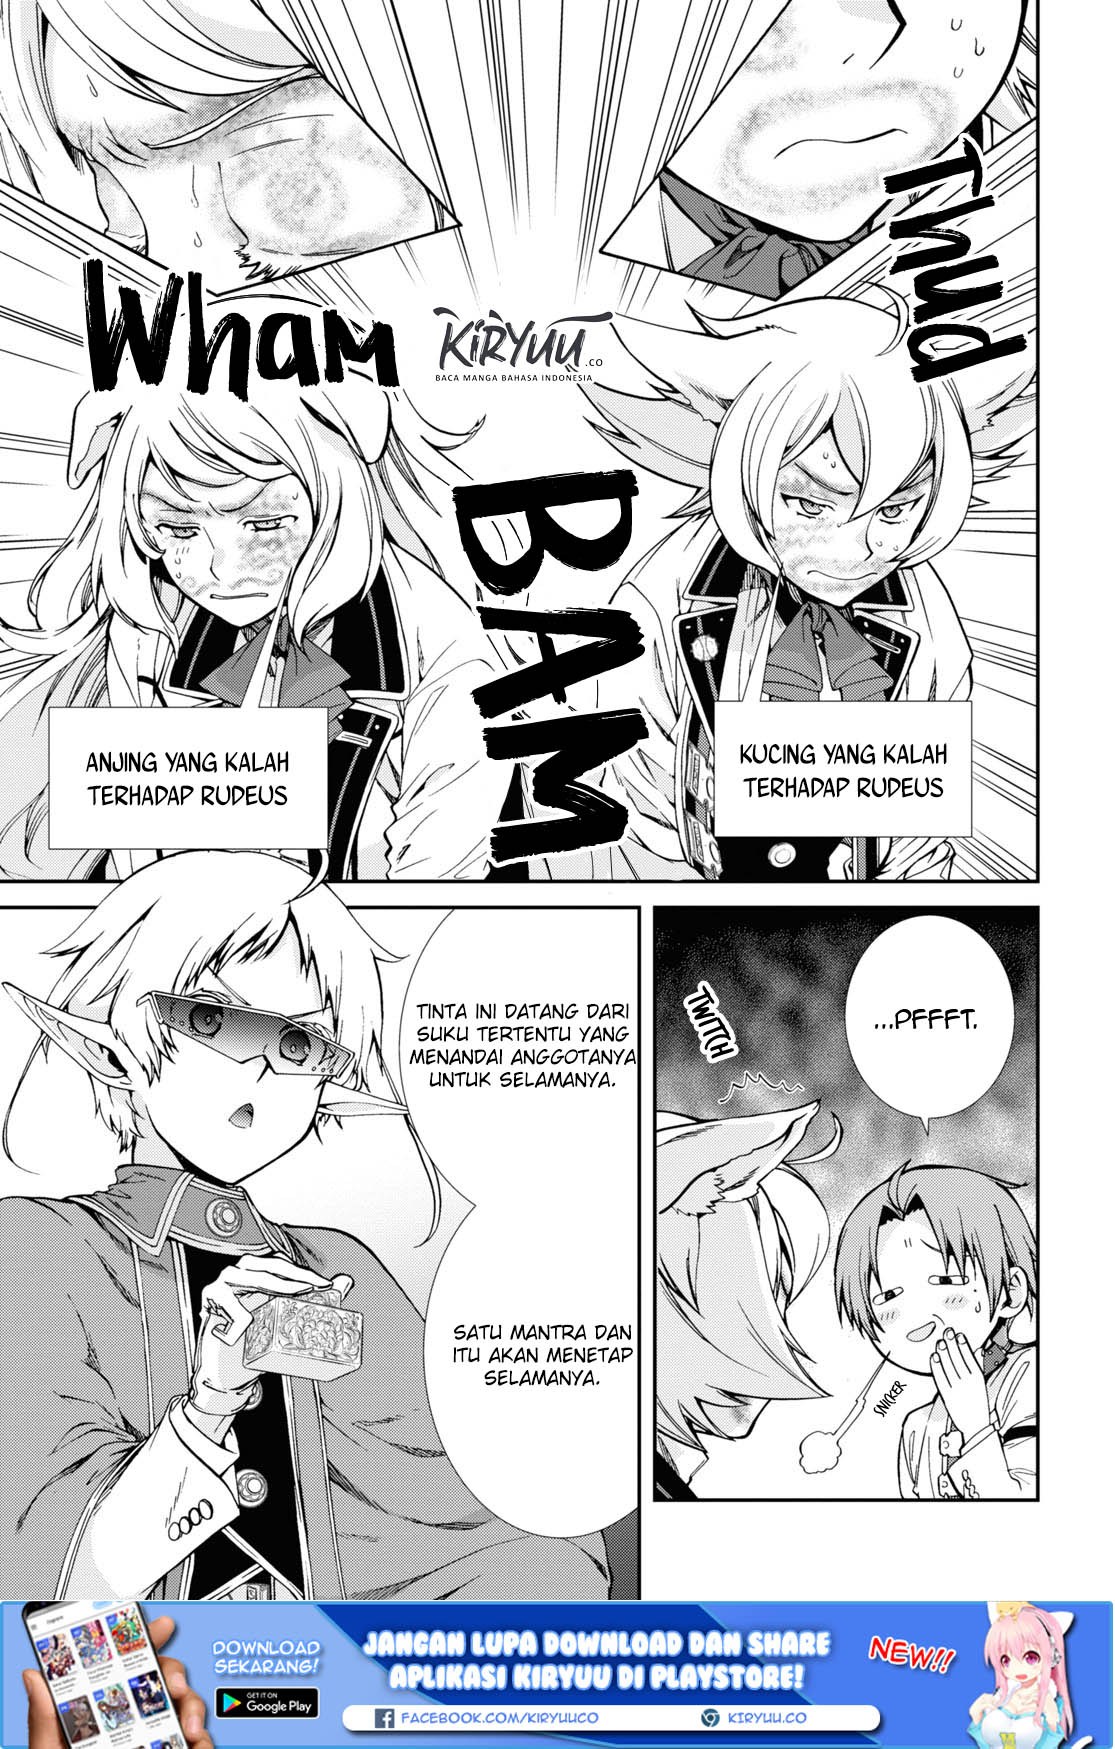 Thud
Wham
KiRYUU.CO
BACA MANGA BAHASA INDONESIA
BAM
KUCING YANG KALAH
TERHADAP RUDEUS
ANJING YANG KALAH
TERHADAP RUDEUS
...PFFFT.
TWITCH
SNICKER
TINTA INI DATANG DARI
SUKU TERTENTU YANG
MENANDAI ANGGOTANYA
UNTUK SELAMANYA.
SATU MANTRA DAN
ITU AKAN MENETAP
SELAMANYA.
DOWNLOAD
SEKARANG!
GET IT ON
Google Play
JANGAN LUPA DOWNLOAD DAN SHARE
APLIKASI KIRYUU DI PLAYSTORE!
FACEBOOK.COM/KIRYUUCO
KIRYUU.CO
NEW!!